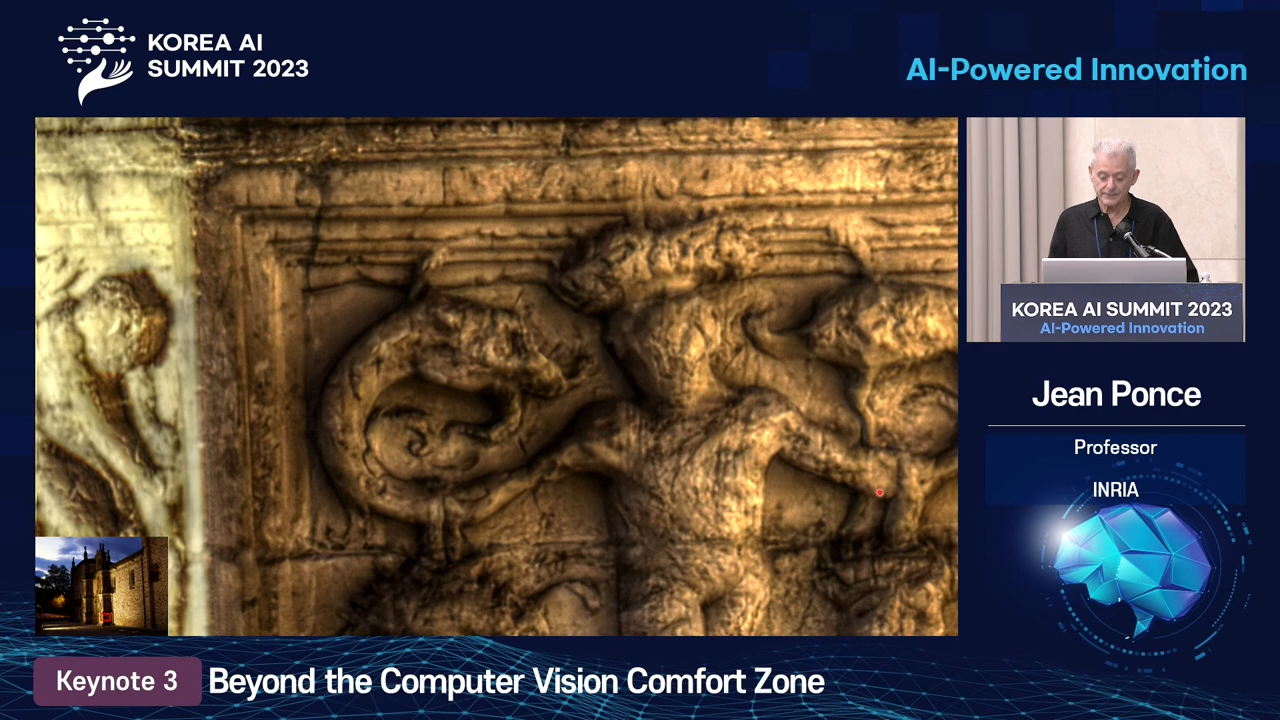 KOREA AI
SUMMIT 2023
AI-Powered Innovation
KOREA AI SUMMIT 2023
AI-Powered Innovation
Jean Ponce
Professor
INRIA
Keynote 3
Beyond the Computer Vision Comfort Zone